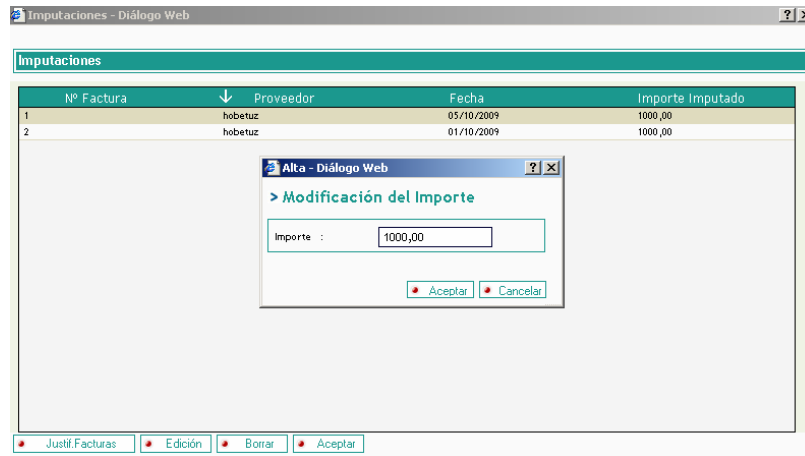 Imputaciones - Diálogo Web
Imputaciones
Nº Factura Proveedor Fecha Importe Imputado
1 hobetuz 05/10/2009 1000,00
2 hobetuz 01/10/2009 1000,00
Alta - Diálogo Web
> Modificación del Importe
Importe : 1000,00
Aceptar Cancelar
Justif.Facturas Edición Borrar Aceptar